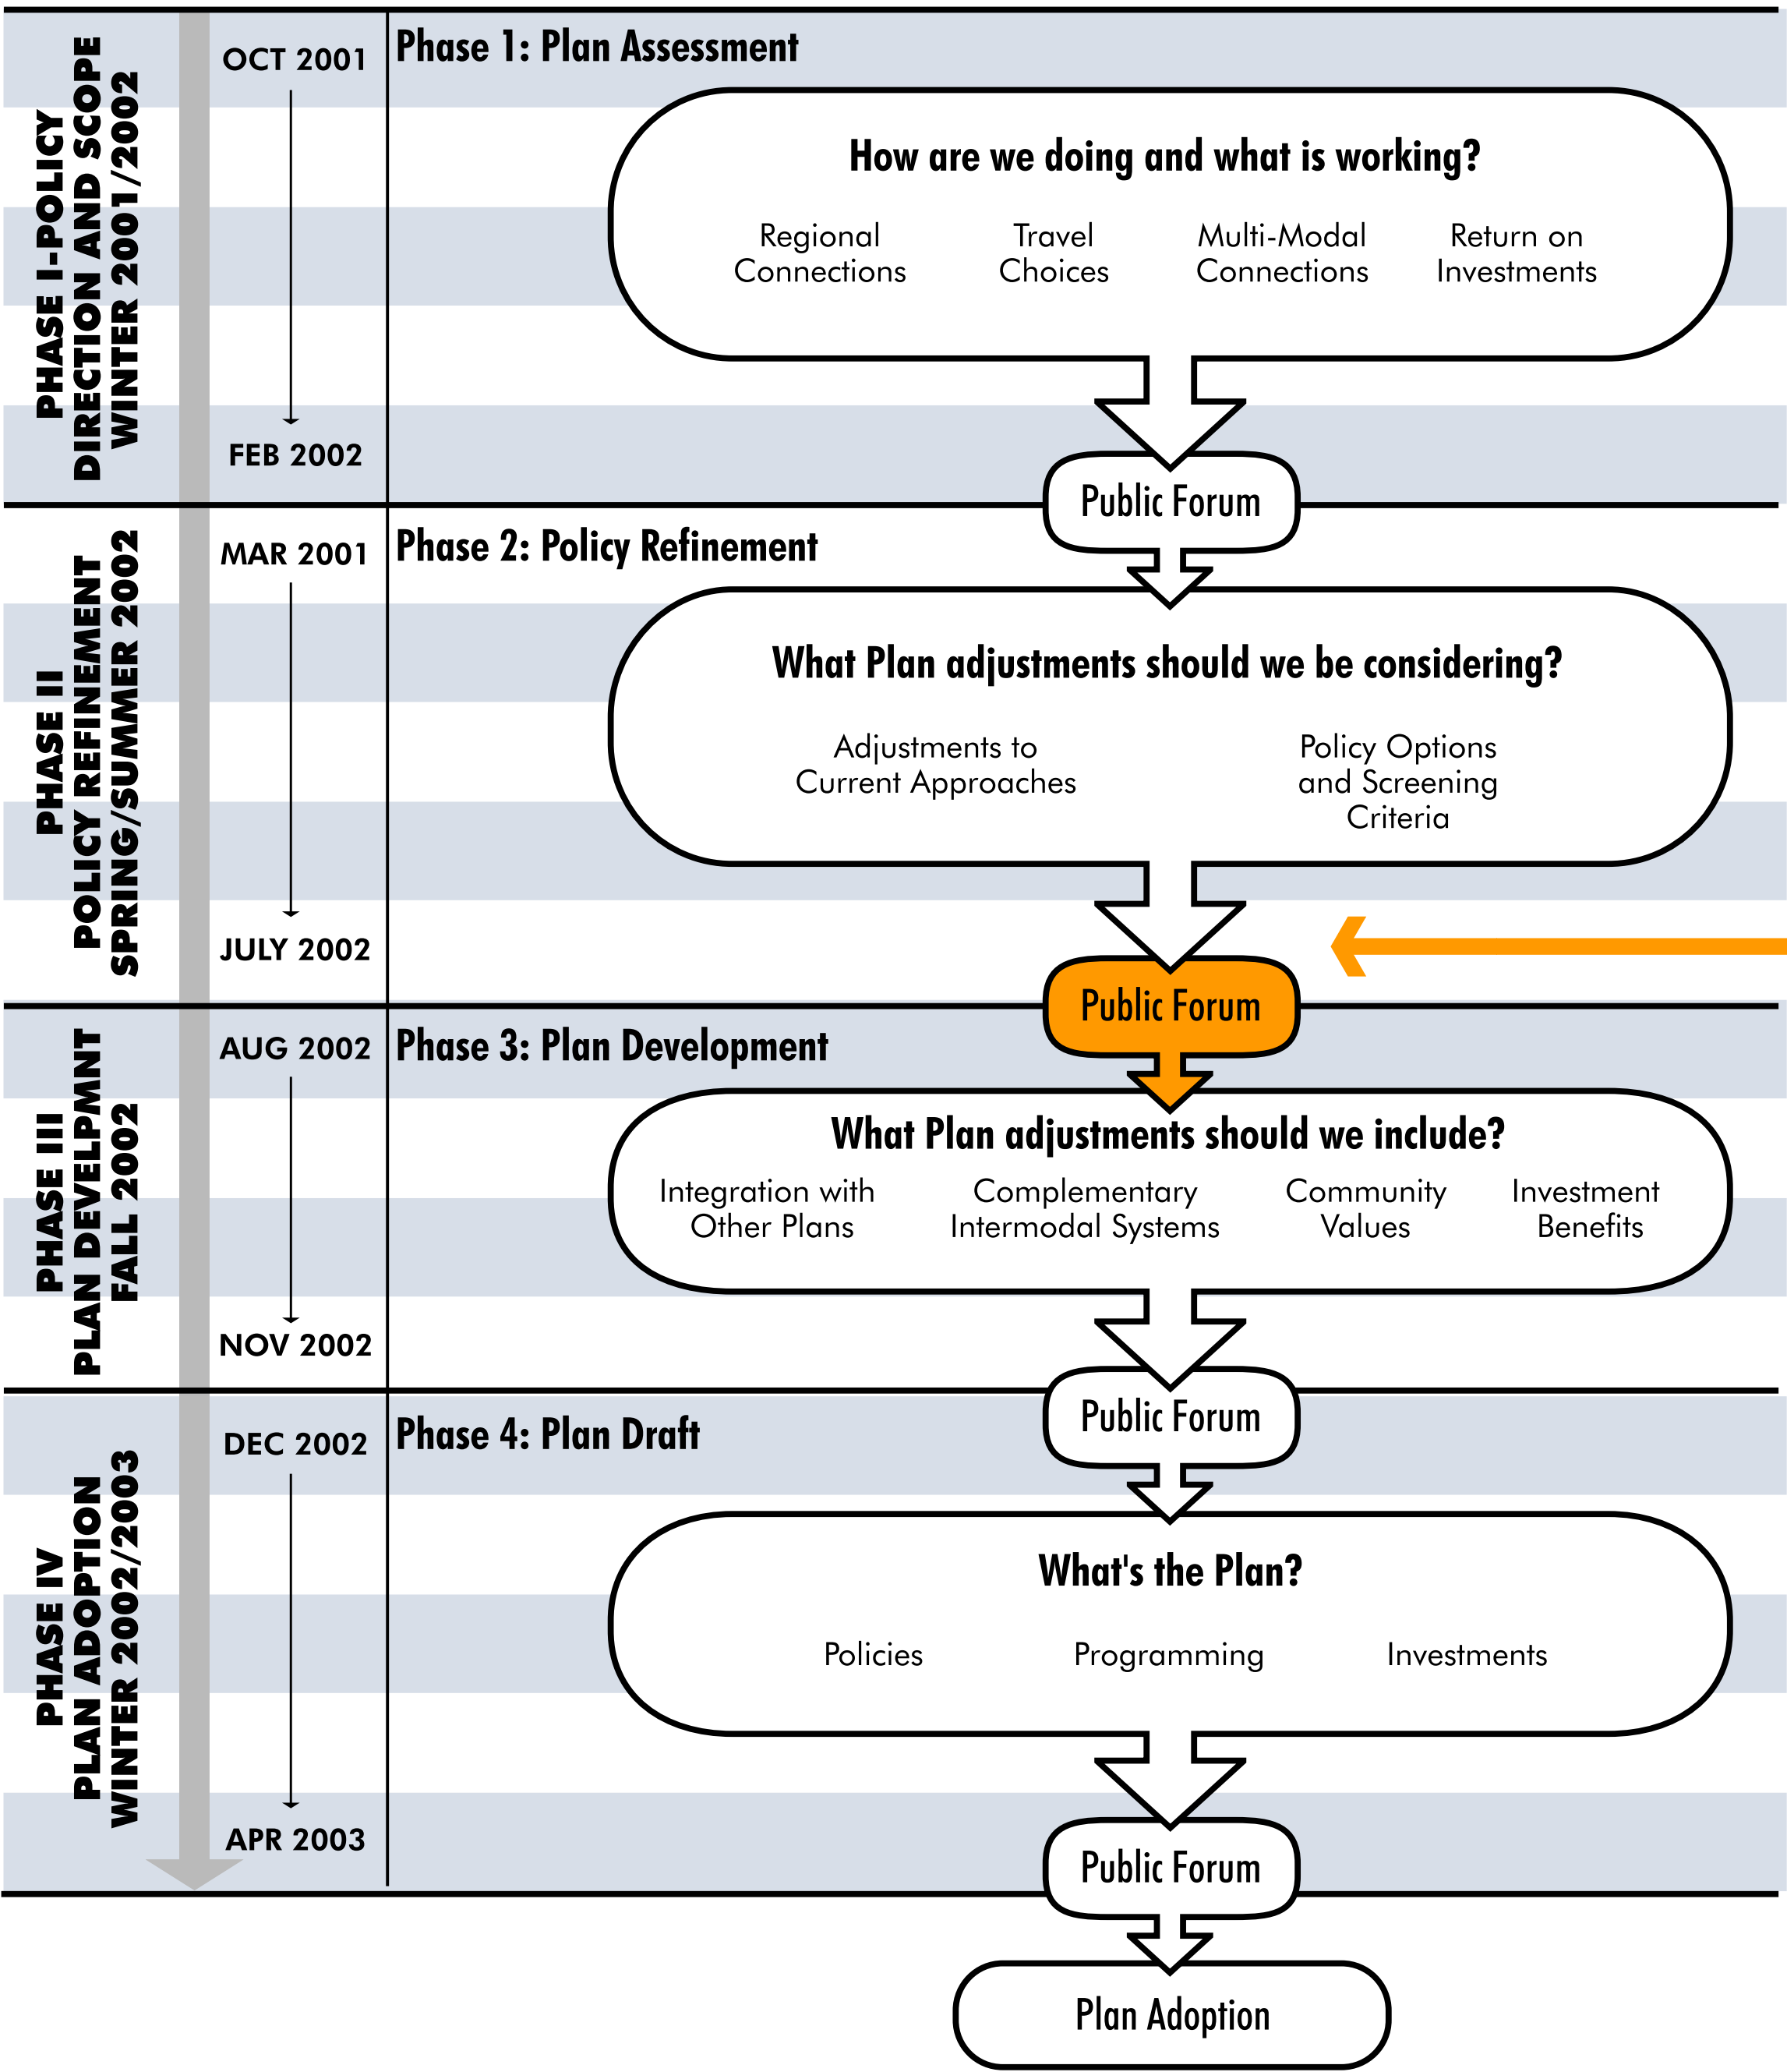 PHASE I-POLICY
DIRECTION AND SCOPE
WINTER 2001/2002
OCT 2001
FEB 2002
Phase 1: Plan Assessment
How are we doing and what is working?
Regional
Connections
Travel
Choices
Multi-Modal
Connections
Return on
Investments
Public Forum
PHASE II
POLICY REFINEMENT
SPRING/SUMMER 2002
MAR 2001
JULY 2002
Phase 2: Policy Refinement
What Plan adjustments should we be considering?
Adjustments to
Current Approaches
Policy Options
and Screening
Criteria
Public Forum
PHASE III
PLAN DEVELPMNT
FALL 2002
AUG 2002
NOV 2002
Phase 3: Plan Development
What Plan adjustments should we include?
Integration with
Other Plans
Complementary
Intermodal Systems
Community
Values
Investment
Benefits
Public Forum
PHASE IV
PLAN ADOPTION
WINTER 2002/2003
DEC 2002
APR 2003
Phase 4: Plan Draft
What's the Plan?
Policies
Programming
Investments
Public Forum
Plan Adoption